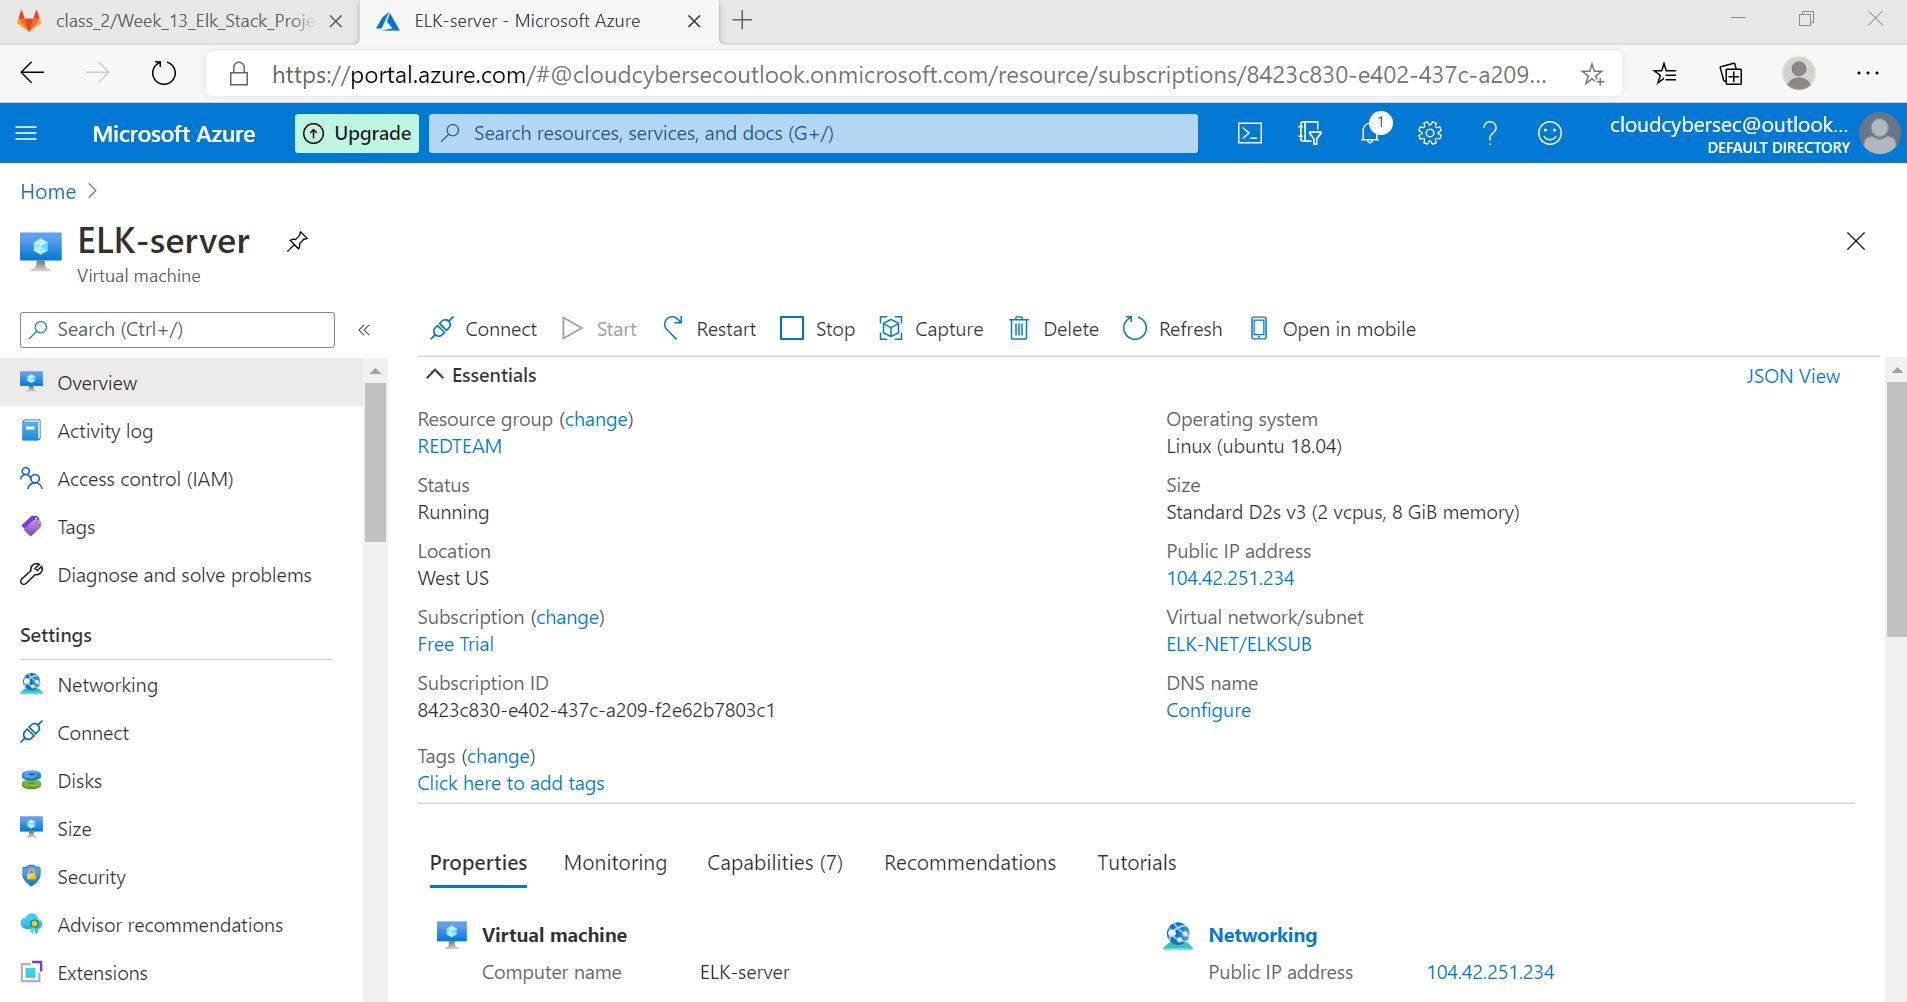 class_2/Week_13_Elk_Stack_Proje
ELK-server - Microsoft Azure
https://portal.azure.com/#@cloudcybersecoutlook.onmicrosoft.com/resource/subscriptions/8423c830-e402-437c-a209...
Microsoft Azure
Upgrade
Search resources, services, and docs (G+/)
1
cloudcybersec@outlook...
DEFAULT DIRECTORY
Home
ELK-server
Virtual machine
Search (Ctrl+/)
«
Connect Start Restart Stop Capture Delete Refresh Open in mobile
Overview
Activity log
Access control (IAM)
Tags
Diagnose and solve problems
Settings
Networking
Connect
Disks
Size
Security
Advisor recommendations
Extensions
Essentials
JSON View
Resource group (change)
REDTEAM
Status
Running
Location
West US
Subscription (change)
Free Trial
Subscription ID
8423c830-e402-437c-a209-f2e62b7803c1
Tags (change)
Click here to add tags
Operating system
Linux (ubuntu 18.04)
Size
Standard D2s v3 (2 vcpus, 8 GiB memory)
Public IP address
104.42.251.234
Virtual network/subnet
ELK-NET/ELKSUB
DNS name
Configure
Properties Monitoring Capabilities (7) Recommendations Tutorials
Virtual machine
Computer name ELK-server
Networking
Public IP address 104.42.251.234